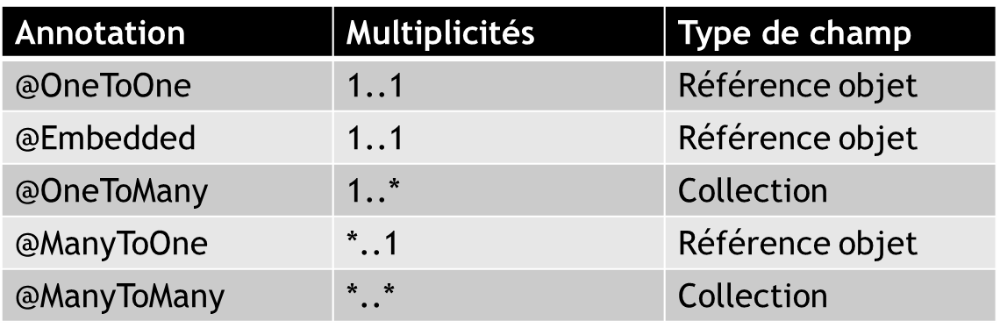 Annotation Multiplicités Type de champ
@OneToOne 1..1 Référence objet
@Embedded 1..1 Référence objet
@OneToMany 1..* Collection
@ManyToOne *..1 Référence objet
@ManyToMany *..* Collection